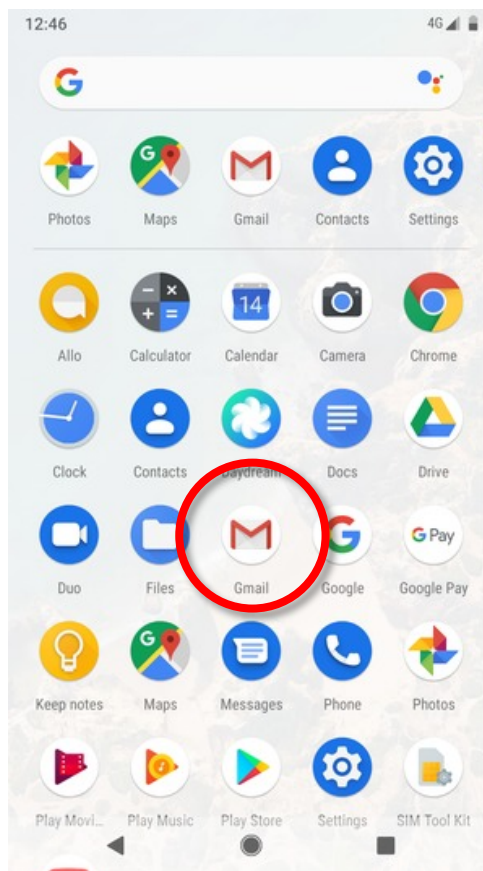 12:46 4G
G
Photos Maps Gmail Contacts Settings
14
Allo Calculator Calendar Camera Chrome
Clock Contacts Daydream Docs Drive
G G Pay
Duo Files Gmail Google Google Pay
G
Keep notes Maps Messages Phone Photos
Play Movi... Play Music Play Store Settings SIM Tool Kit